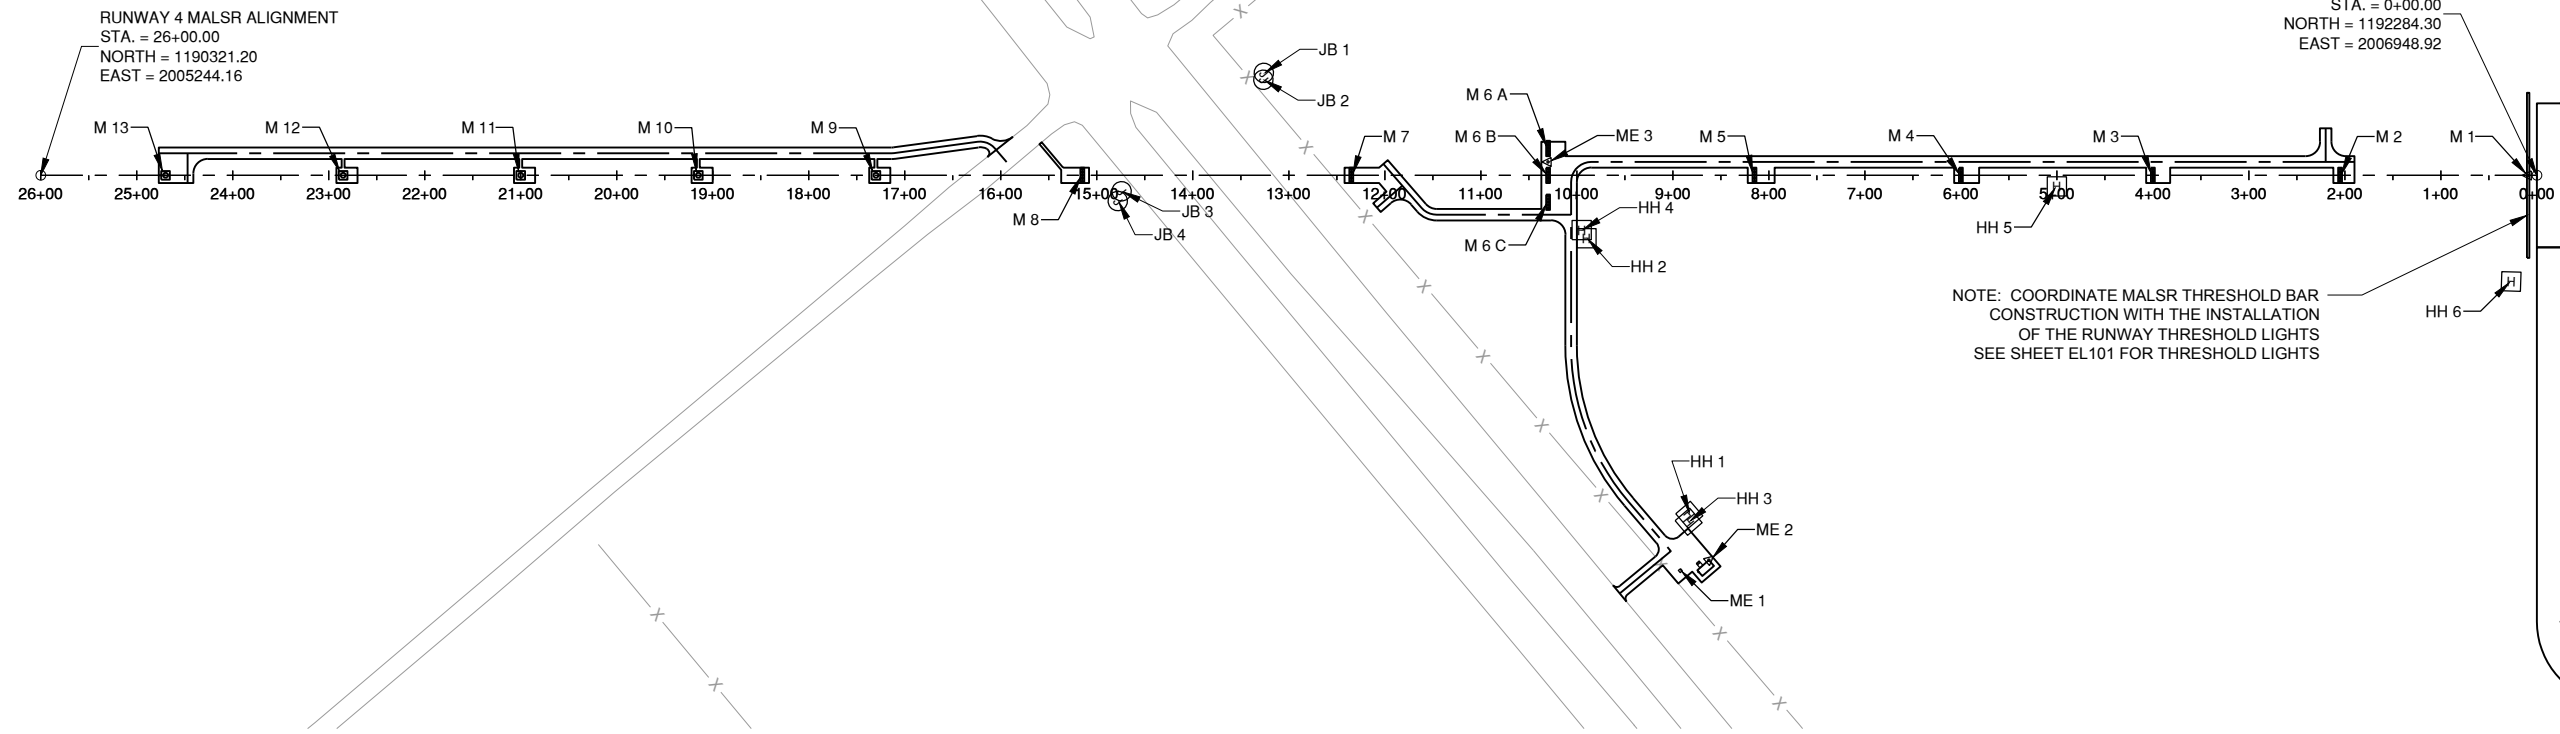 RUNWAY 4 MALSR ALIGNMENT
STA. = 26+00.00
NORTH = 1190321.20
EAST = 2005244.16
STA. = 0+00.00
NORTH = 1192284.30
EAST = 2006948.92
JB 1
JB 2
M 13
M 12
M 11
M 10
M 9
M 7
M 6 A
M 6 B
ME 3
M 5
M 4
M 3
M 2
M 1
26+00
25+00
24+00
23+00
22+00
21+00
20+00
19+00
18+00
17+00
16+00
15+00
14+00
13+00
12+00
11+00
10+00
9+00
8+00
7+00
6+00
5+00
4+00
3+00
2+00
1+00
0+00
M 8
JB 3
JB 4
M 6 C
HH 4
HH 2
HH 5
H
H
H
H
HH 6
NOTE: COORDINATE MALSR THRESHOLD BAR
CONSTRUCTION WITH THE INSTALLATION
OF THE RUNWAY THRESHOLD LIGHTS
SEE SHEET EL101 FOR THRESHOLD LIGHTS
HH 1
HH 3
ME 2
ME 1